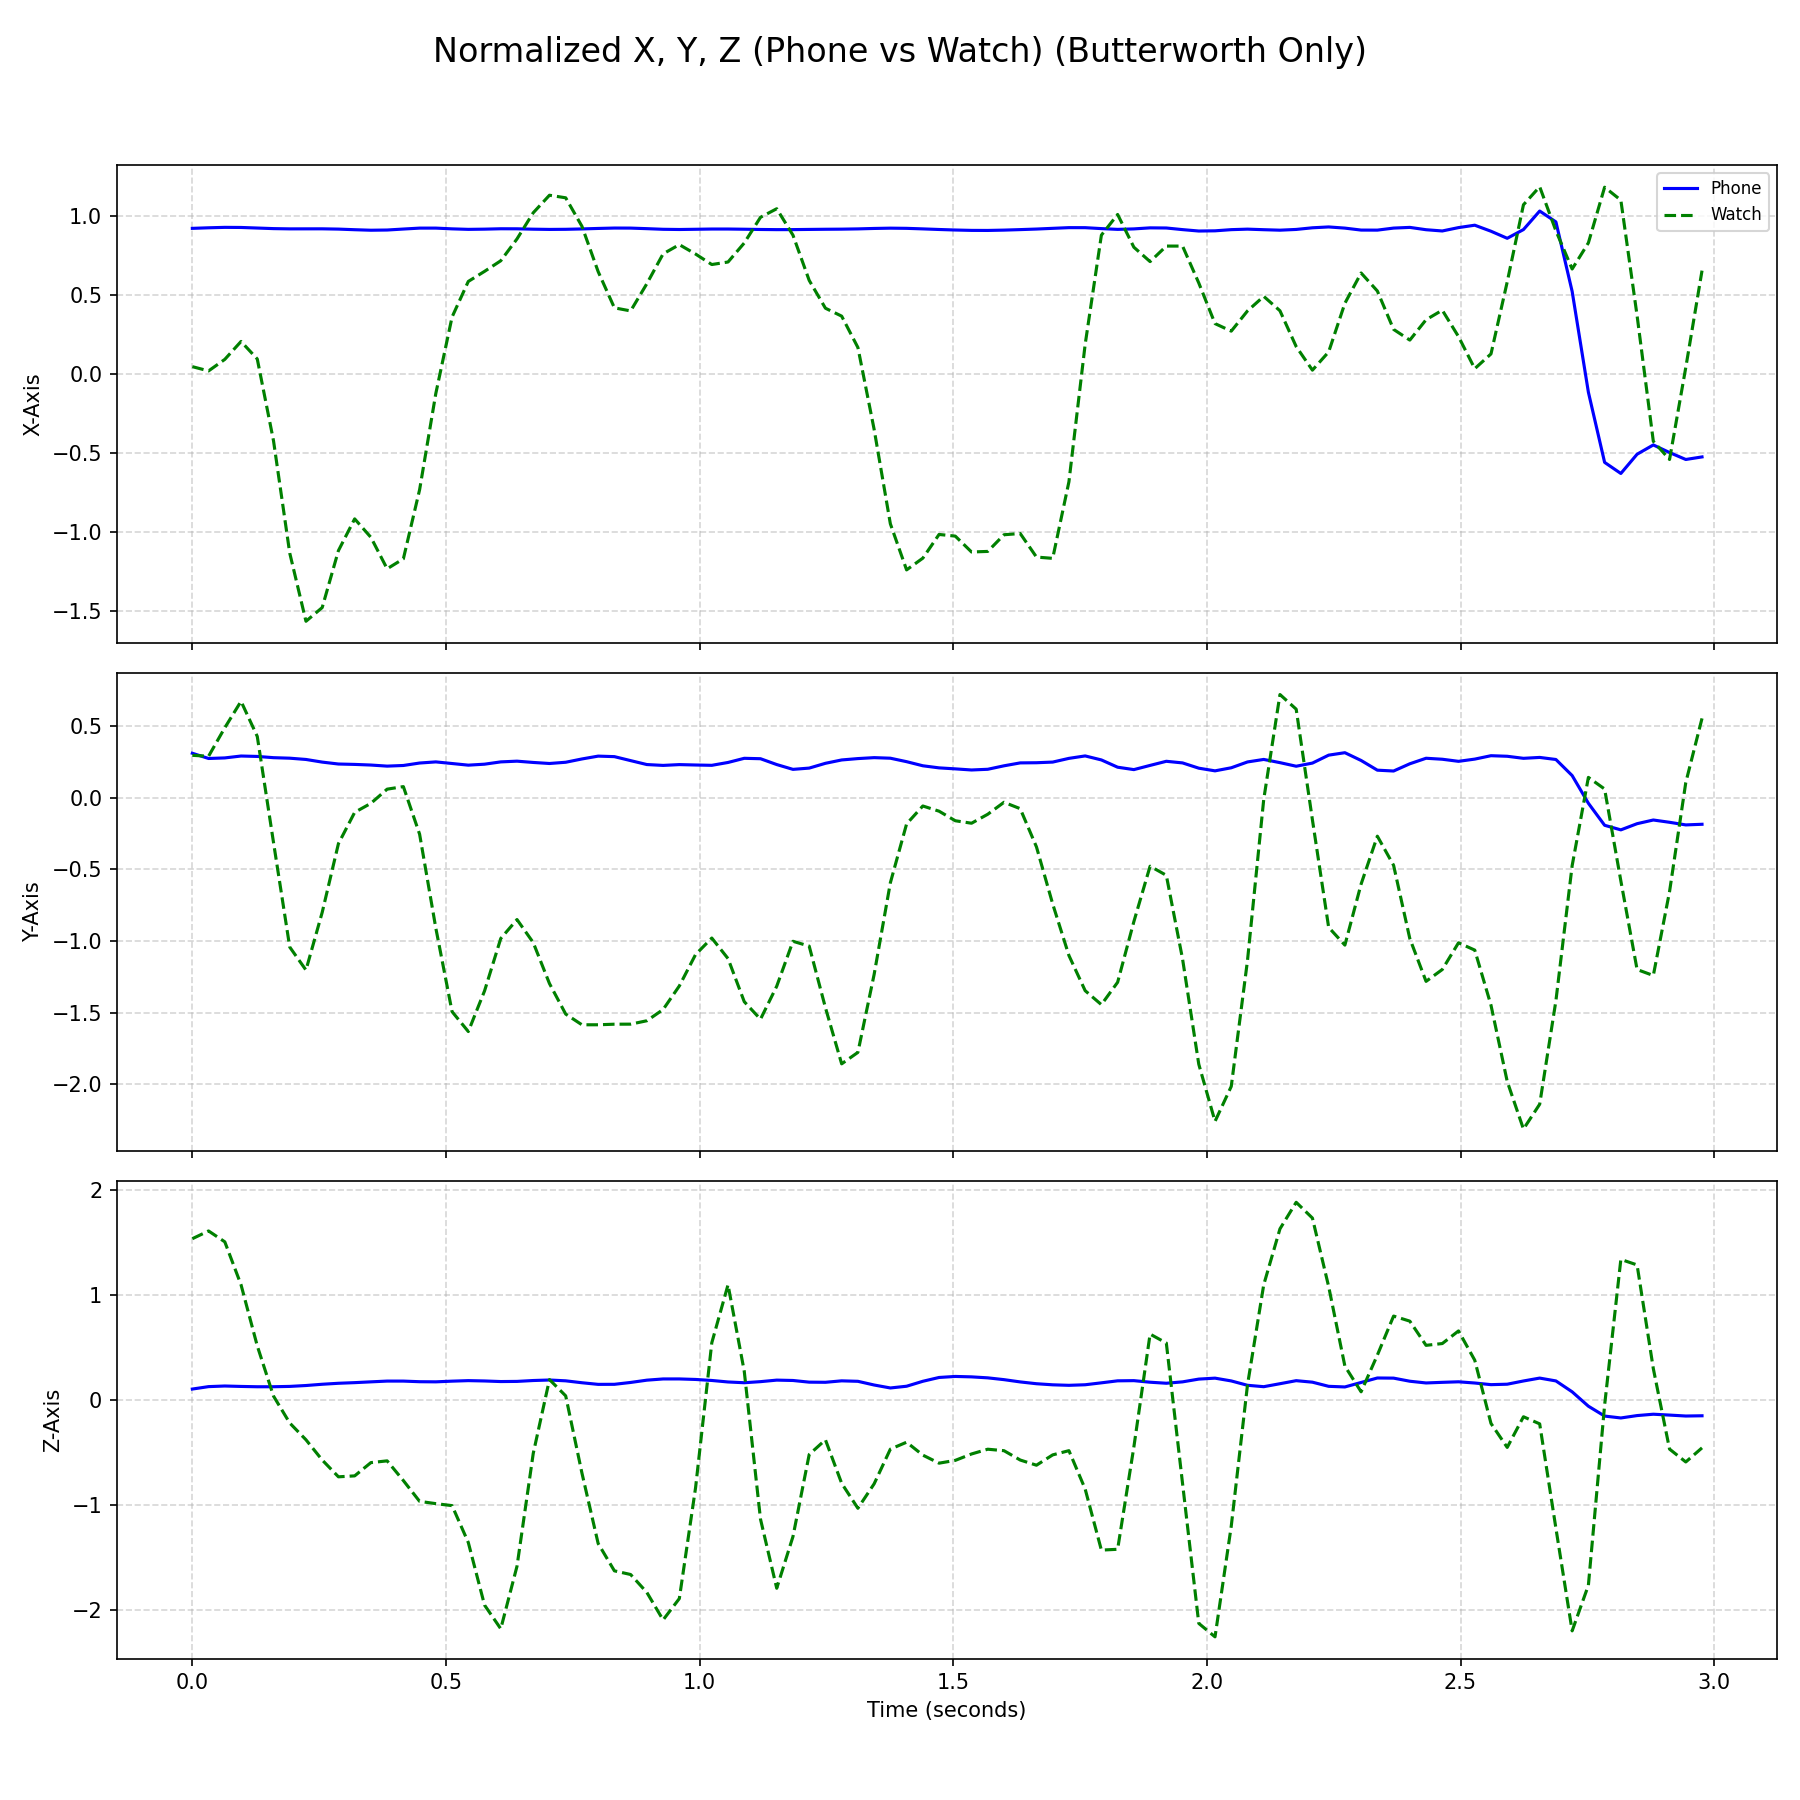 Normalized X, Y, Z (Phone vs Watch) (Butterworth Only)
Phone
Watch
1.0
0.5
0.0
−0.5
−1.0
−1.5
X-Axis
0.5
0.0
−0.5
−1.0
−1.5
−2.0
Y-Axis
2
1
0
−1
−2
Z-Axis
0.0 0.5 1.0 1.5 2.0 2.5 3.0
Time (seconds)